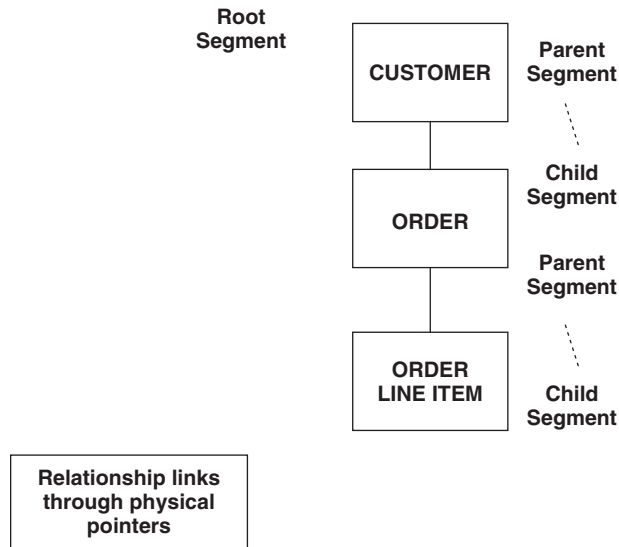 Root
Segment
CUSTOMER
Parent
Segment
Child
Segment
ORDER
Parent
Segment
ORDER
LINE ITEM
Child
Segment
Relationship links
through physical
pointers